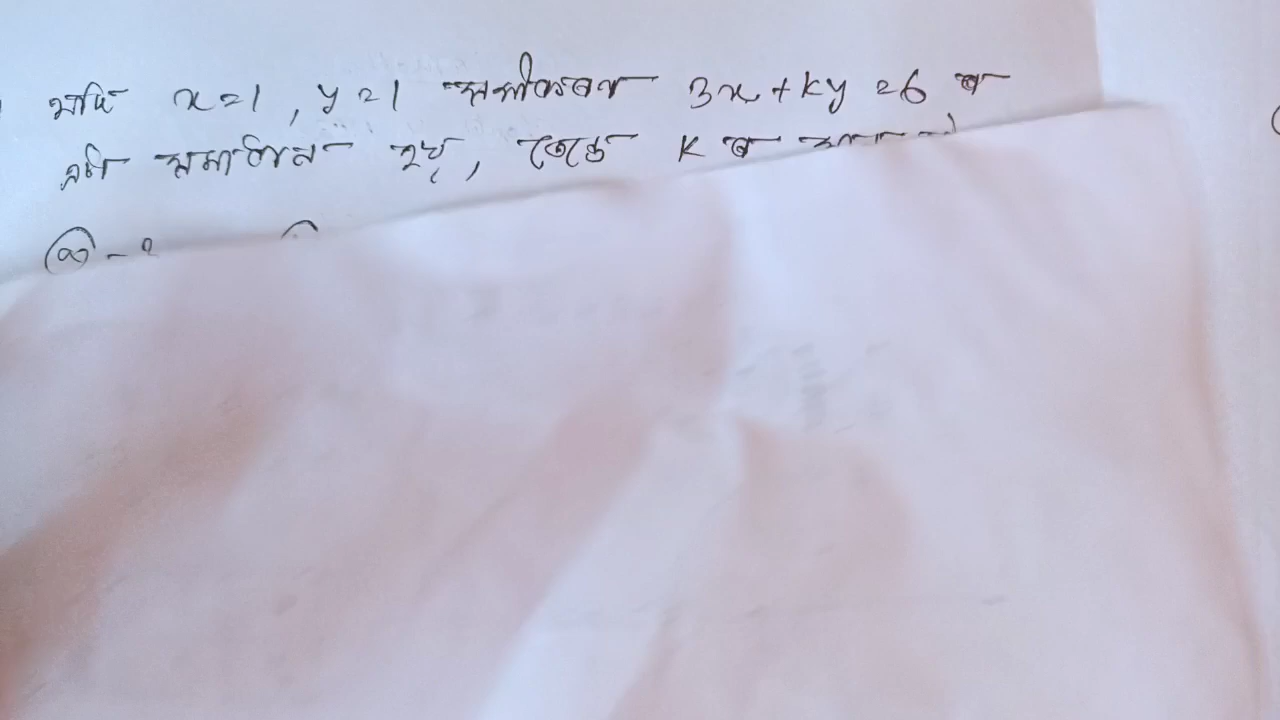 যদি x=1, y=1 সমীকৰণ 3x+ky=6 ৰ
এটা সমাধান হয়, তেন্তে K ৰ